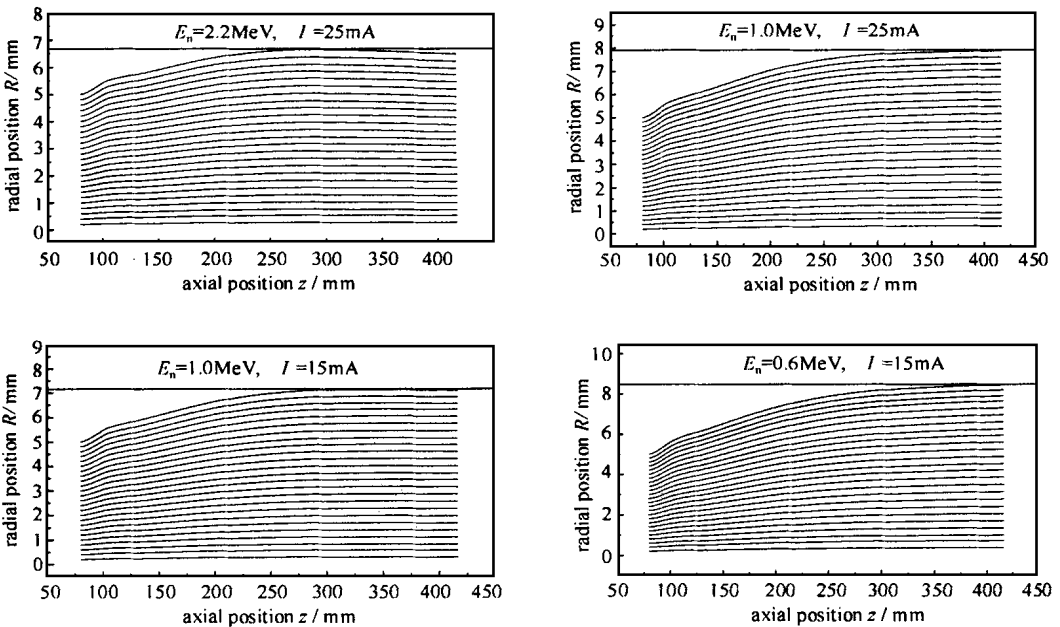 E_n=2.2MeV, I=25mA
8
7
6
5
4
3
2
1
0
radial position R/mm
50 100 150 200 250 300 350 400
axial position z / mm
E_n=1.0MeV, I=25mA
9
8
7
6
5
4
3
2
1
0
radial position R/mm
50 100 150 200 250 300 350 400 450
axial position z / mm
E_n=1.0MeV, I=15mA
9
8
7
6
5
4
3
2
1
0
radial position R/mm
50 100 150 200 250 300 350 400 450
axial position z / mm
E_n=0.6MeV, I=15mA
10
8
6
4
2
0
radial position R/mm
50 100 150 200 250 300 350 400 450
axial position z / mm